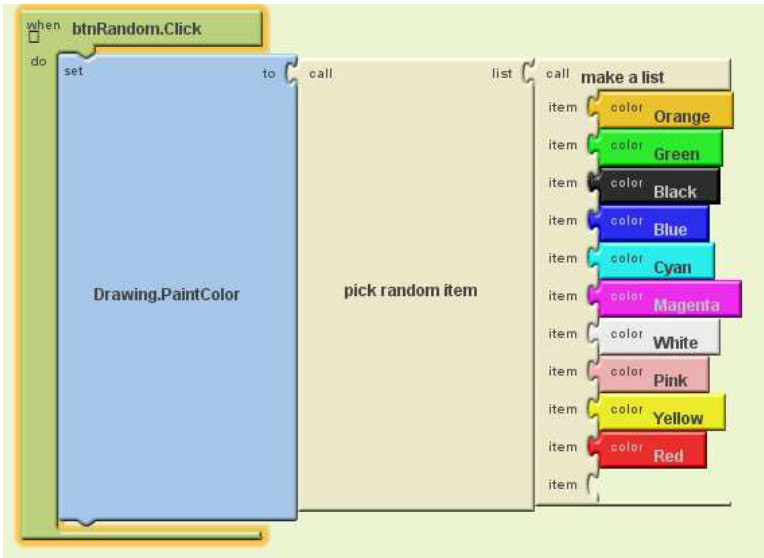 when btnRandom.Click
do
set Drawing.PaintColor to
call pick random item list
call make a list
item color Orange
item color Green
item color Black
item color Blue
item color Cyan
item color Magenta
item color White
item color Pink
item color Yellow
item color Red
item